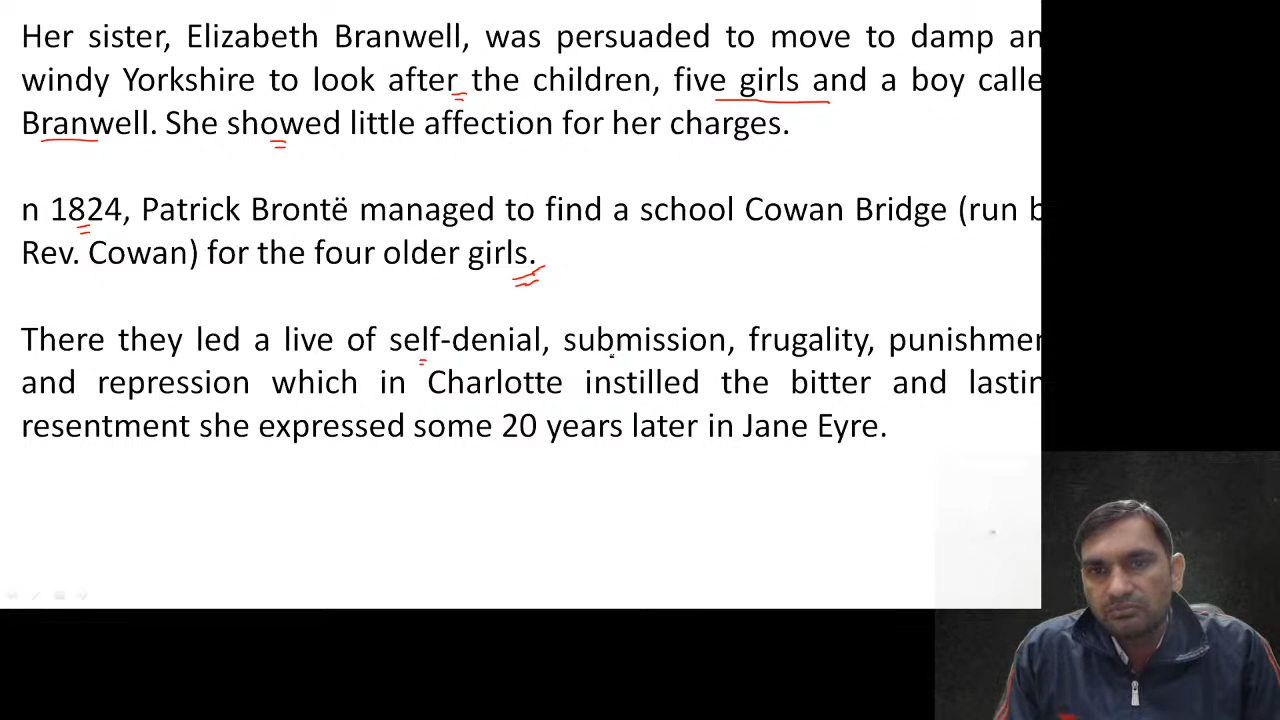 Her sister, Elizabeth Branwell, was persuaded to move to damp an
windy Yorkshire to look after the children, five girls and a boy calle
Branwell. She showed little affection for her charges.
n 1824, Patrick Brontë managed to find a school Cowan Bridge (run b
Rev. Cowan) for the four older girls.
There they led a live of self-denial, submission, frugality, punishmen
and repression which in Charlotte instilled the bitter and lastin
resentment she expressed some 20 years later in Jane Eyre.